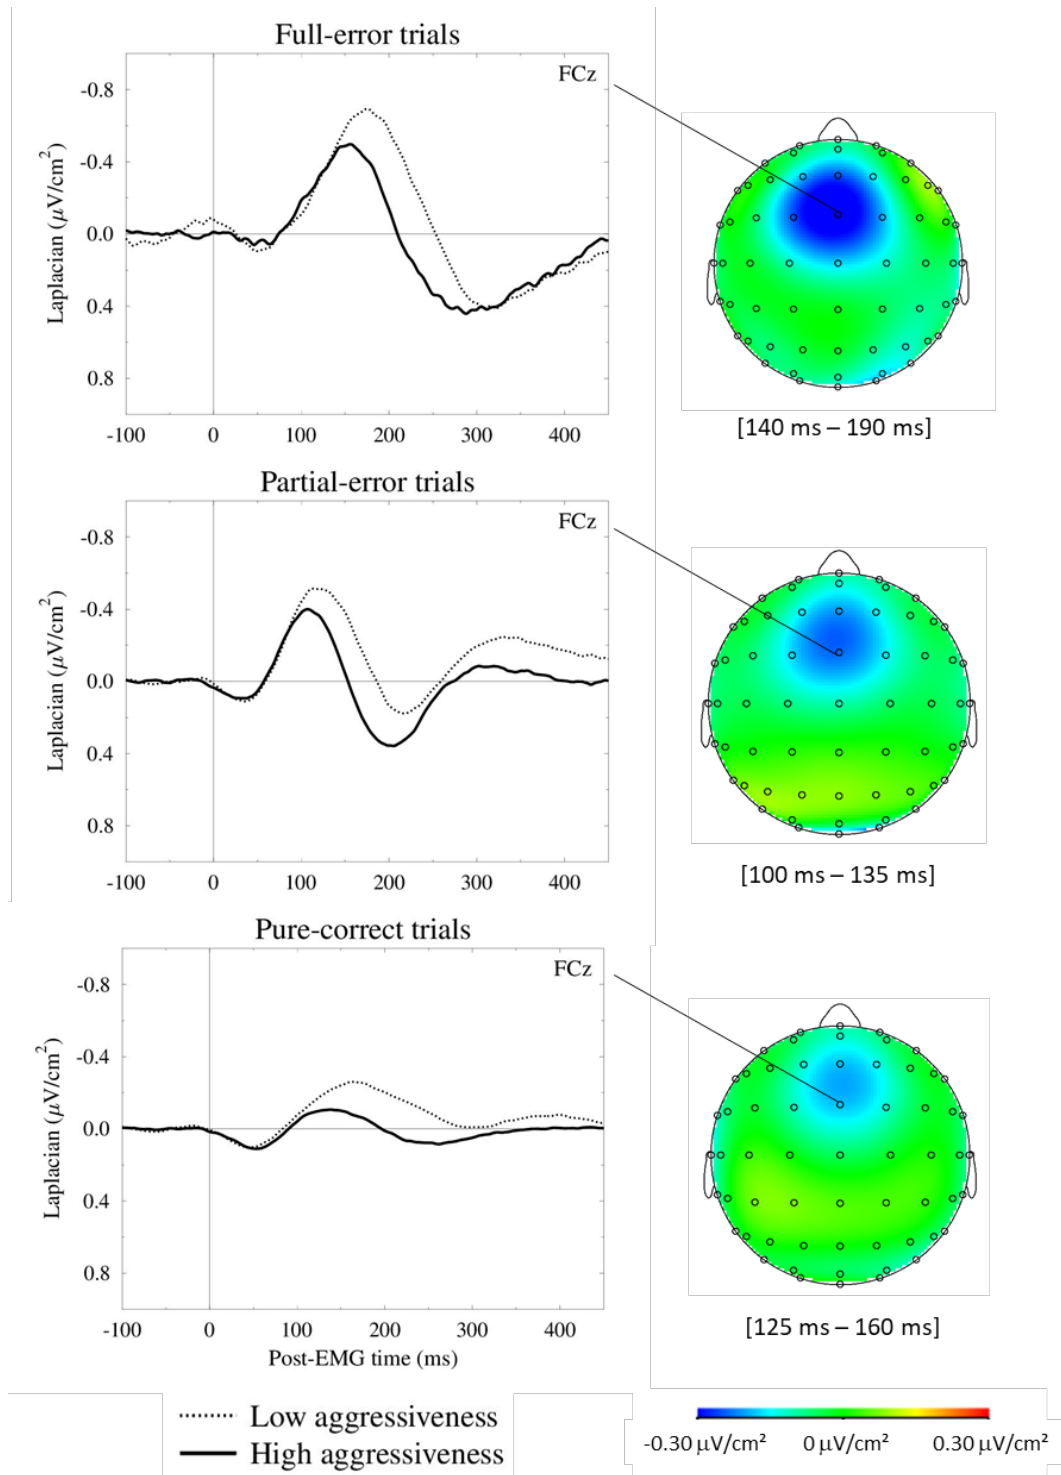 Full-error trials
FCz
-0.8
-0.4
0.0
0.4
0.8
Laplacian (μV/cm²)
-100 0 100 200 300 400
[140 ms – 190 ms]
Partial-error trials
FCz
-0.8
-0.4
0.0
0.4
0.8
Laplacian (μV/cm²)
-100 0 100 200 300 400
[100 ms – 135 ms]
Pure-correct trials
FCz
-0.8
-0.4
0.0
0.4
0.8
Laplacian (μV/cm²)
-100 0 100 200 300 400
Post-EMG time (ms)
[125 ms – 160 ms]
Low aggressiveness
High aggressiveness
-0.30 μV/cm² 0 μV/cm² 0.30 μV/cm²